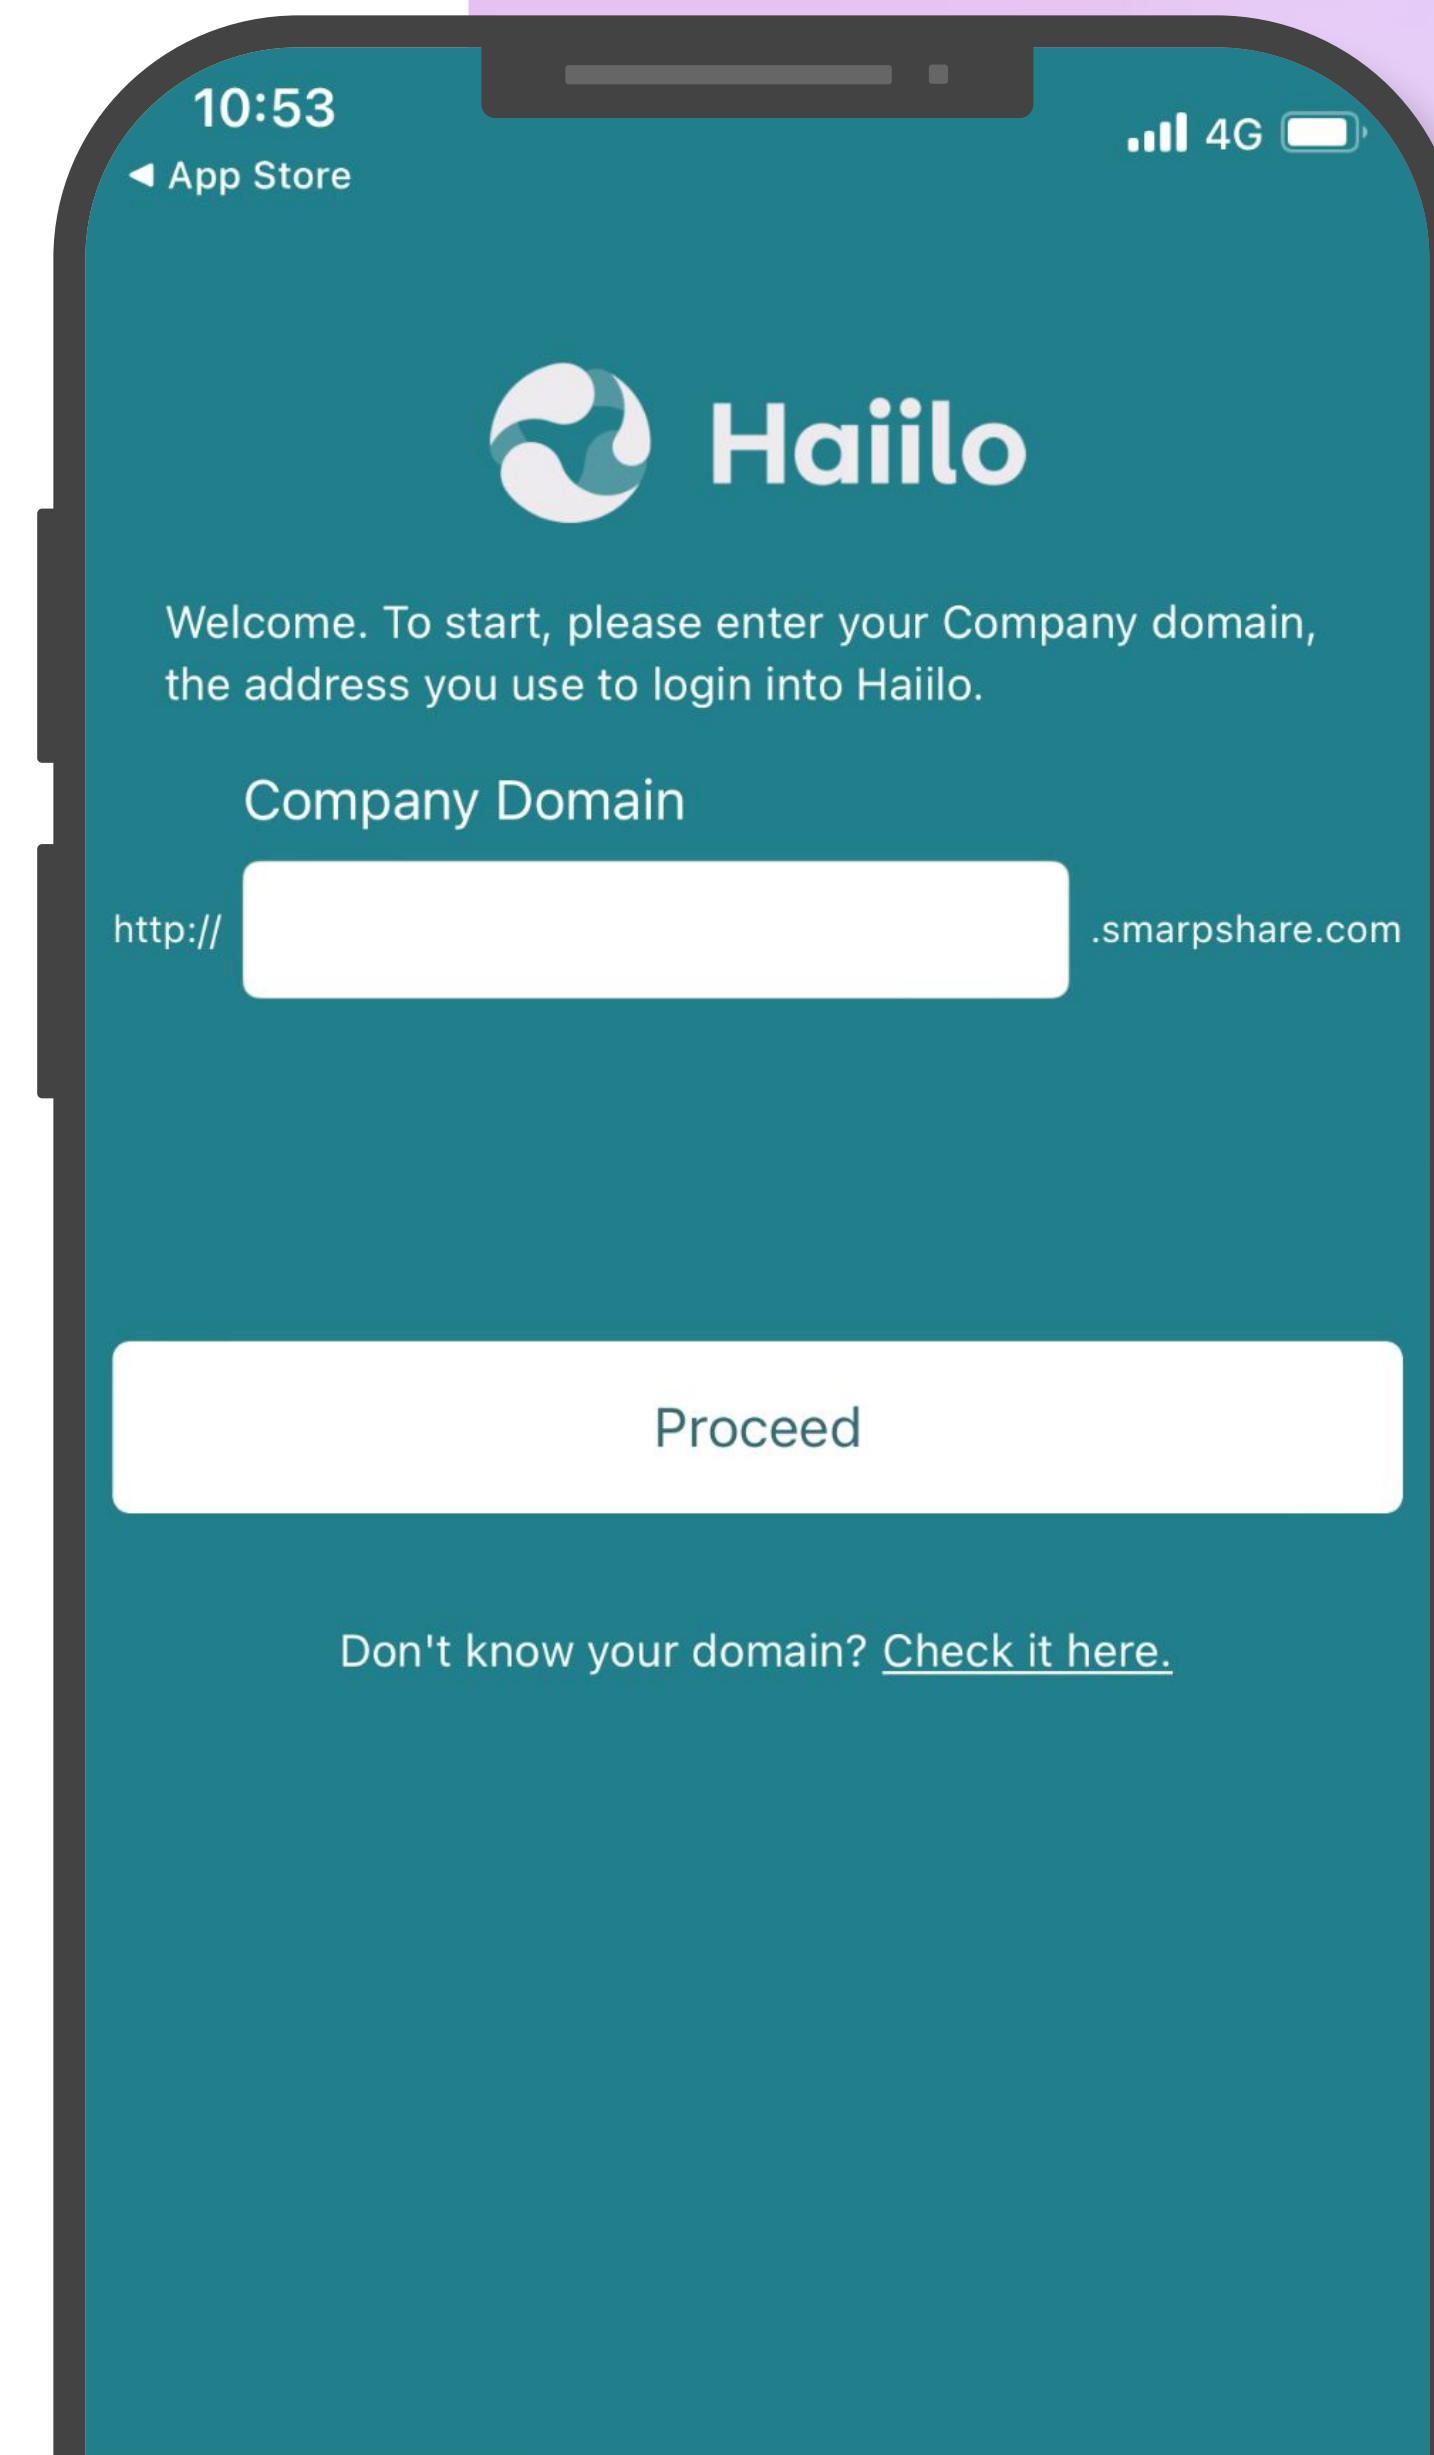 10:53
4G
◀ App Store
Haiilo
Welcome. To start, please enter your Company domain,
the address you use to login into Haiilo.
Company Domain
http://
.smarpshare.com
Proceed
Don't know your domain? Check it here.